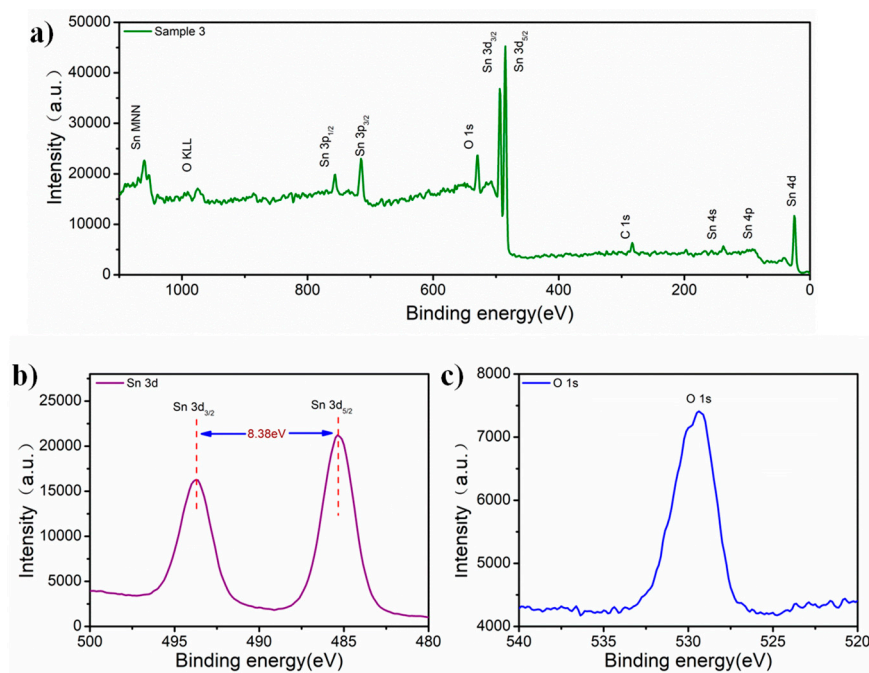 a)
Sample 3
Intensity (a.u.)
50000
40000
30000
20000
10000
0
Sn MNN
O KLL
Sn 3p1/2
Sn 3p3/2
O 1s
Sn 3d3/2
Sn 3d5/2
C 1s
Sn 4s
Sn 4p
Sn 4d
1000 800 600 400 200 0
Binding energy(eV)
b)
Sn 3d
Intensity (a.u.)
25000
20000
15000
10000
5000
0
Sn 3d3/2
Sn 3d5/2
8.38eV
500 495 490 485 480
Binding energy(eV)
c)
O 1s
Intensity (a.u.)
8000
7000
6000
5000
4000
O 1s
540 535 530 525 520
Binding energy(eV)